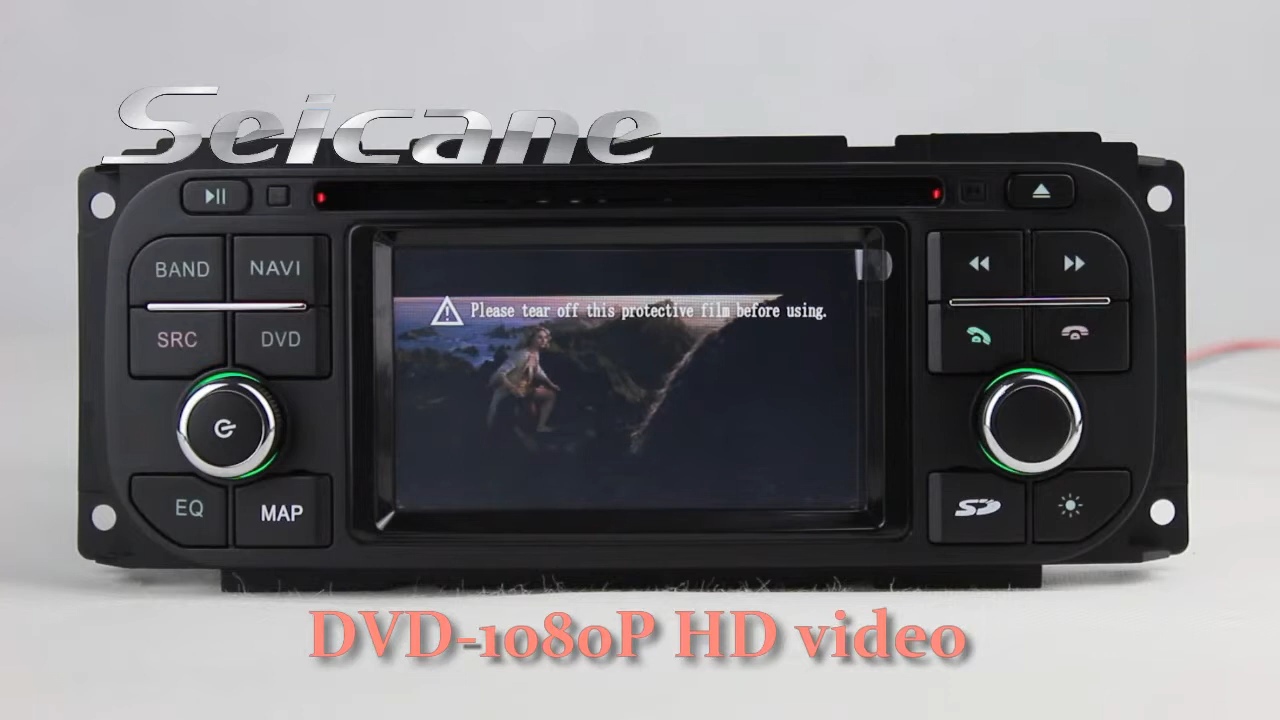 Seicane
BAND NAVI
SRC DVD
Please tear off this protective film before using.
EQ MAP
SD
DVD-1080P HD video